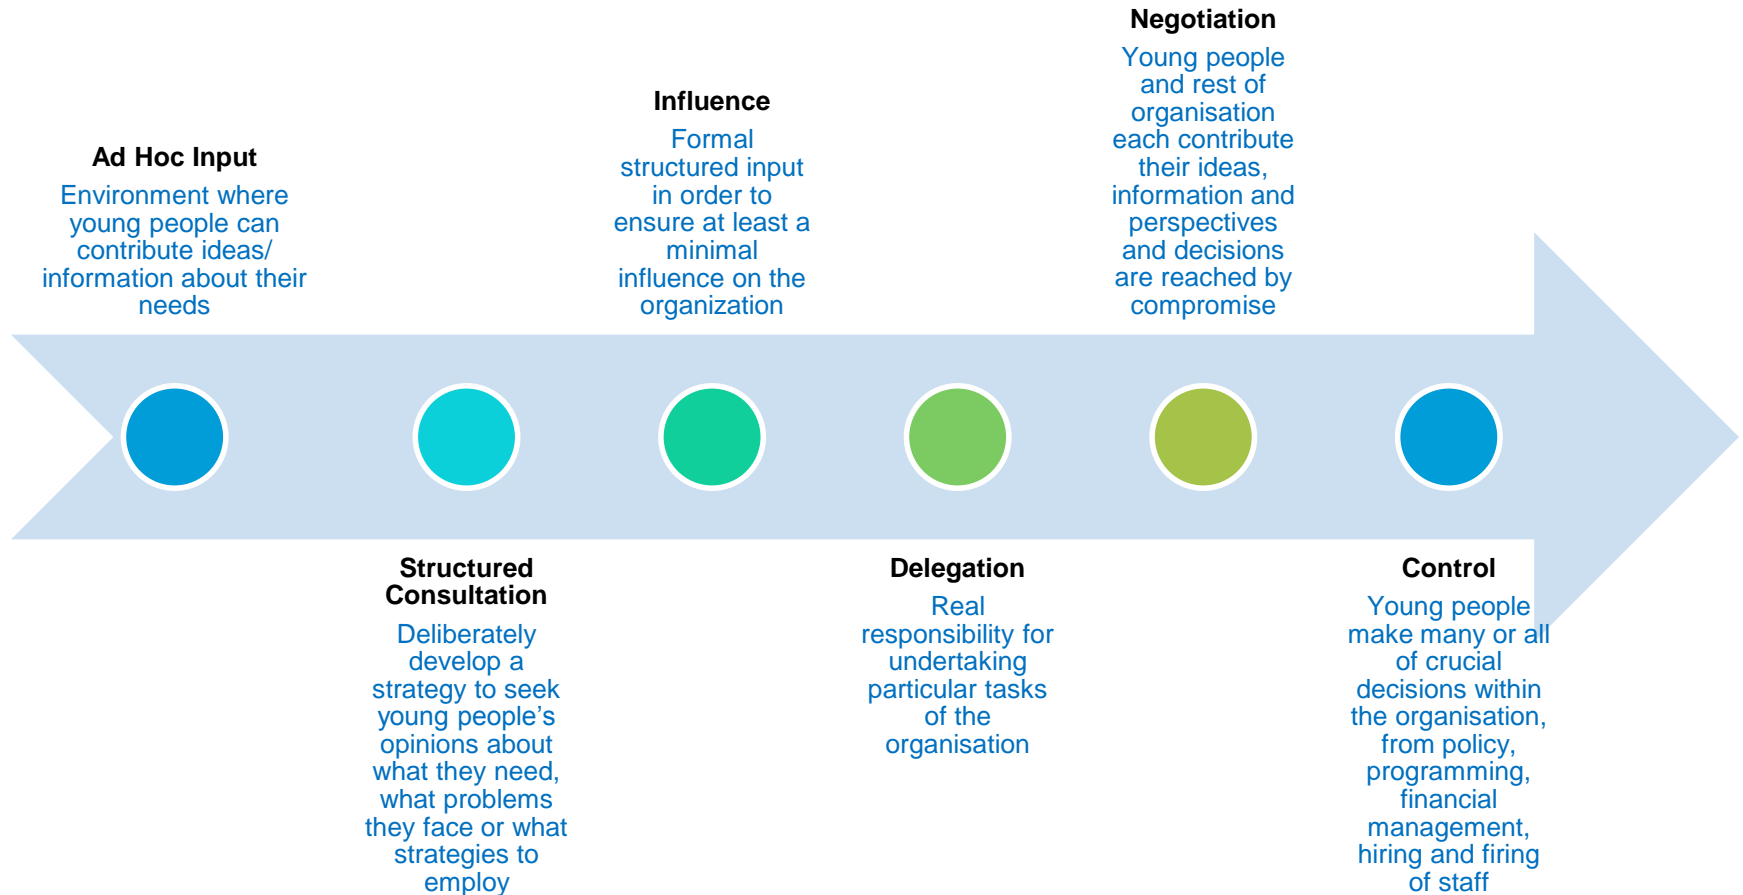 Ad Hoc Input
Environment where
young people can
contribute ideas/
information about their
needs
Structured
Consultation
Deliberately
develop a
strategy to seek
young people’s
opinions about
what they need,
what problems
they face or what
strategies to
employ
Influence
Formal
structured input
in order to
ensure at least a
minimal
influence on the
organization
Delegation
Real
responsibility for
undertaking
particular tasks
of the
organisation
Negotiation
Young people
and rest of
organisation
each contribute
their ideas,
information and
perspectives
and decisions
are reached by
compromise
Control
Young people
make many or all
of crucial
decisions within
the organisation,
from policy,
programming,
financial
management,
hiring and firing
of staff